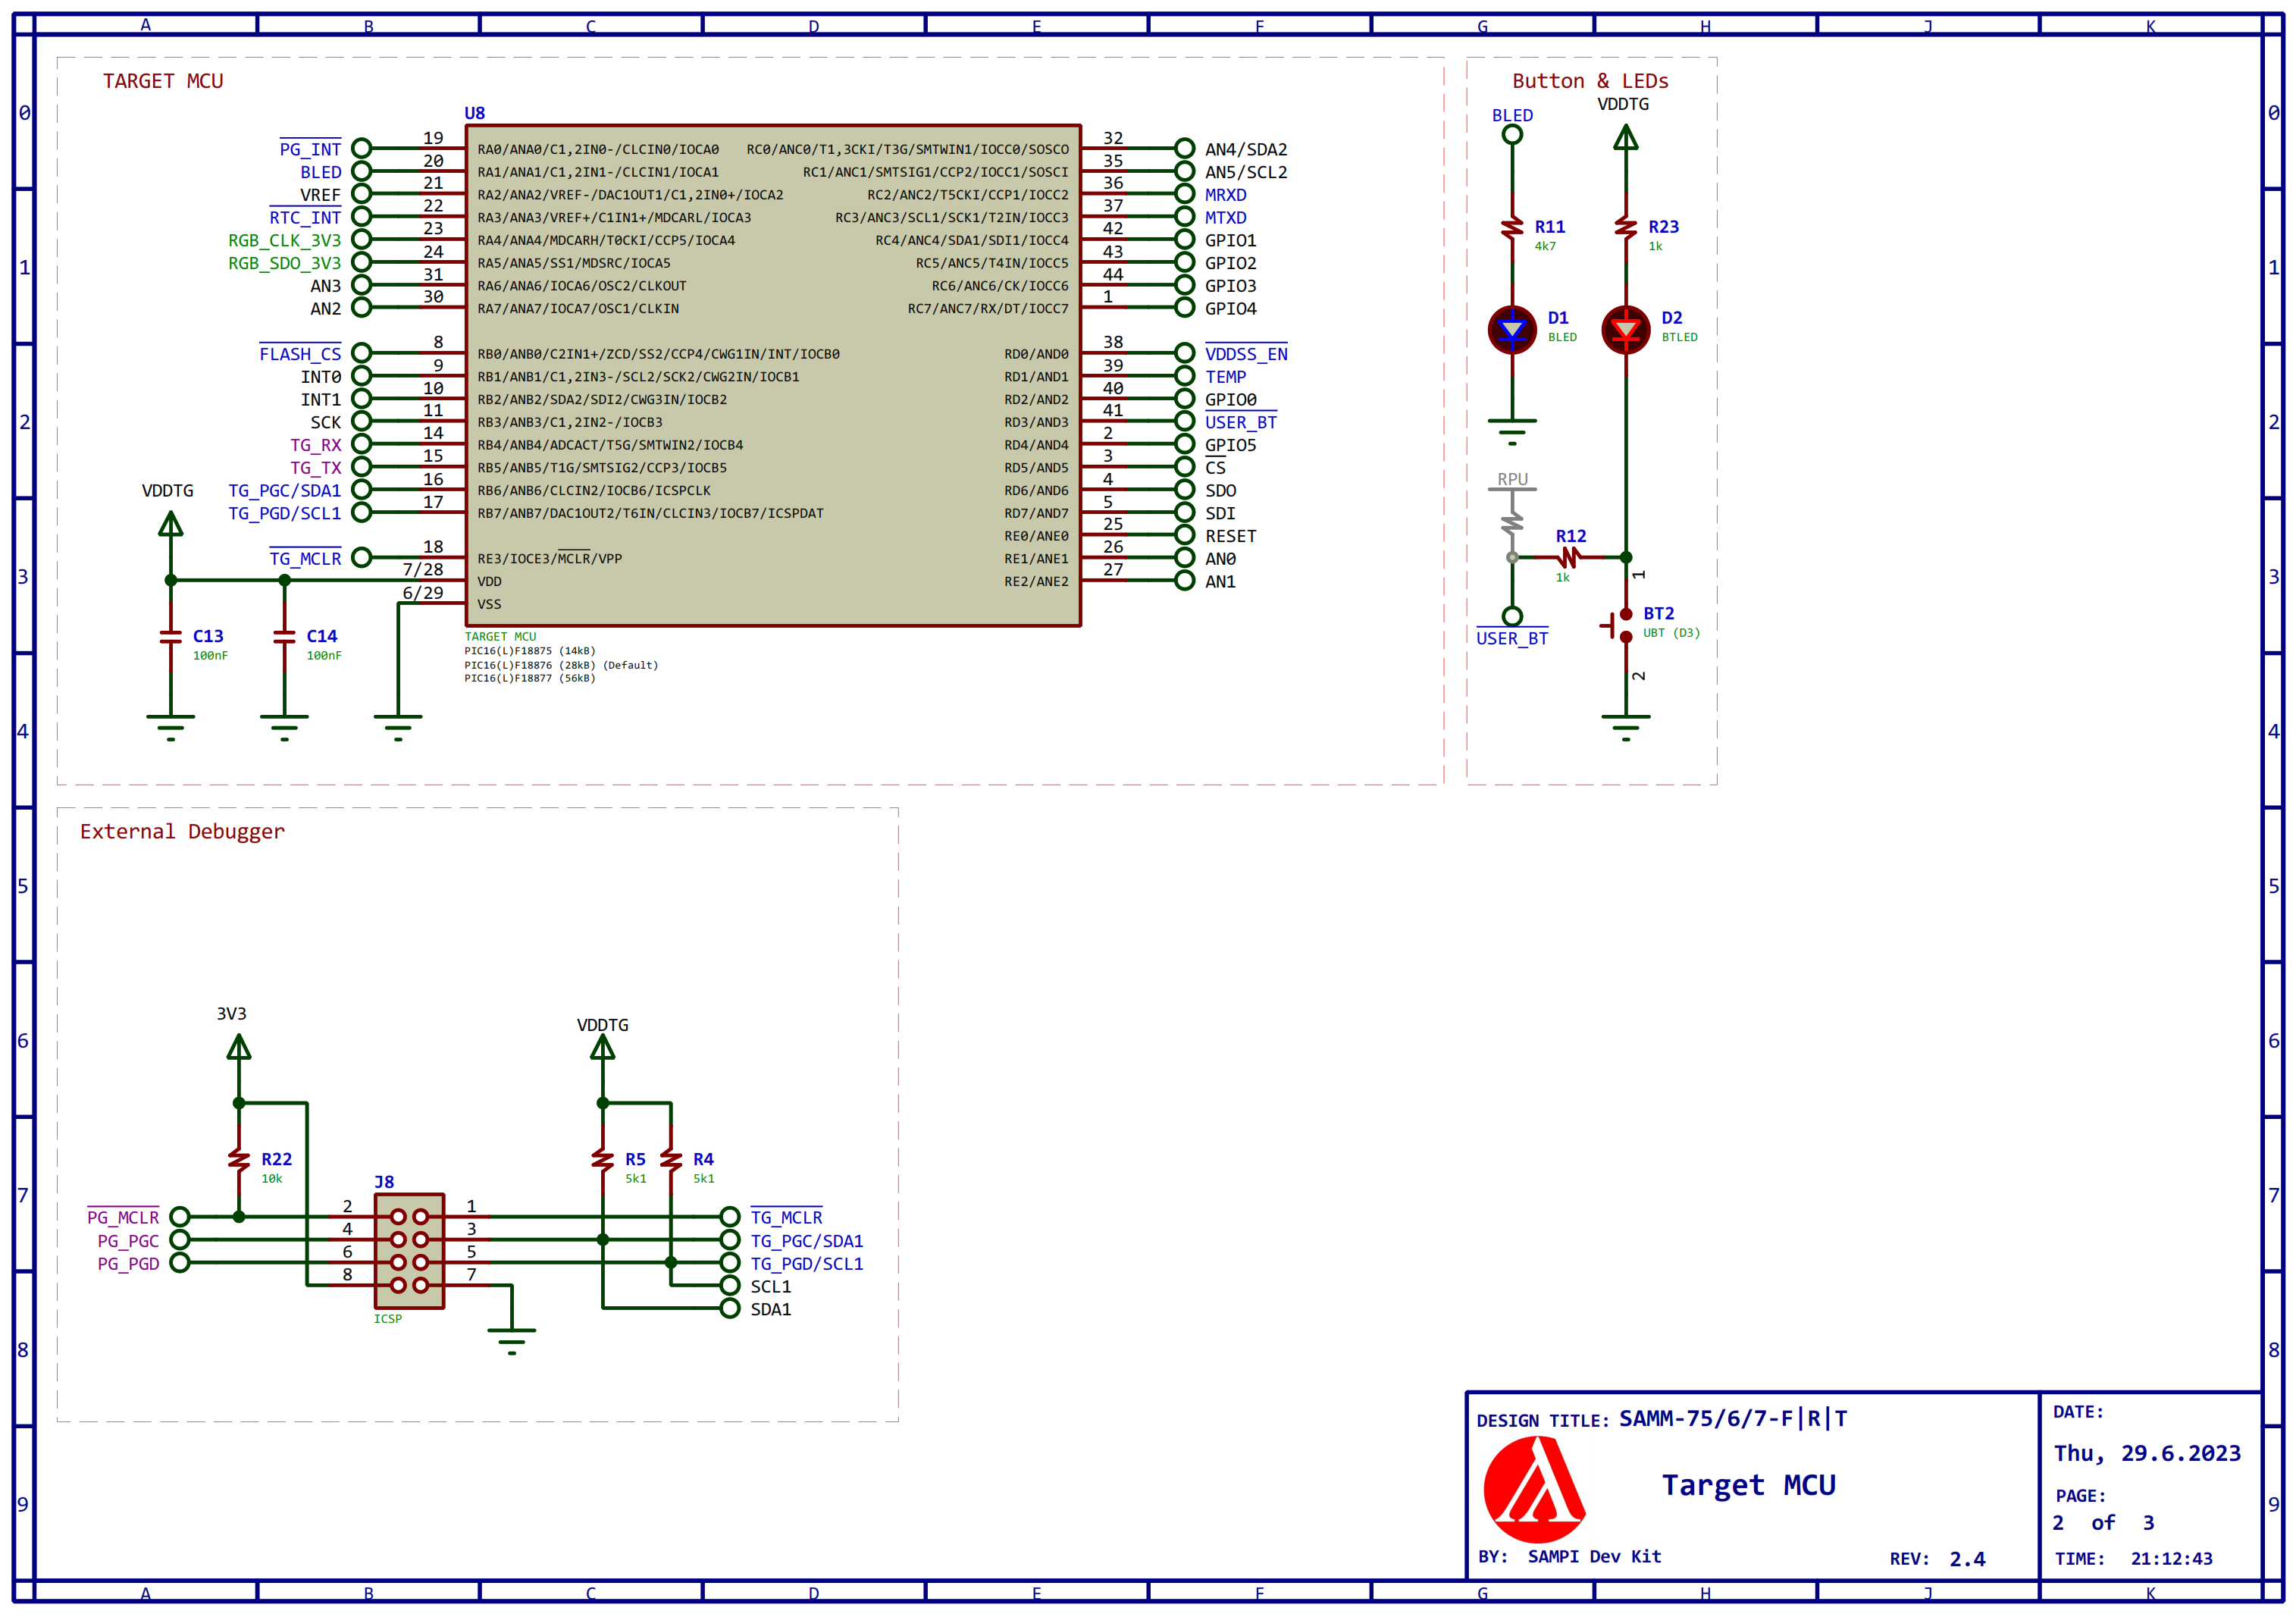 A B C D E F G H J K
0 0
1 1
2 2
3 3
4 4
5 5
6 6
7 7
8 8
9 9
TARGET MCU
U8
PG_INT 19 RA0/ANA0/C1,2IN0-/CLCIN0/IOCA0
BLED 20 RA1/ANA1/C1,2IN1-/CLCIN1/IOCA1
VREF 21 RA2/ANA2/VREF-/DAC1OUT1/C1,2IN0+/IOCA2
RTC_INT 22 RA3/ANA3/VREF+/C1IN1+/MDCARL/IOCA3
RGB_CLK_3V3 23 RA4/ANA4/MDCARH/T0CKI/CCP5/IOCA4
RGB_SDO_3V3 24 RA5/ANA5/SS1/MDSRC/IOCA5
AN3 31 RA6/ANA6/IOCA6/OSC2/CLKOUT
AN2 30 RA7/ANA7/IOCA7/OSC1/CLKIN
FLASH_CS 8 RB0/ANB0/C2IN1+/ZCD/SS2/CCP4/CWG1IN/INT/IOCB0
INT0 9 RB1/ANB1/C1,2IN3-/SCL2/SCK2/CWG2IN/IOCB1
INT1 10 RB2/ANB2/SDA2/SDI2/CWG3IN/IOCB2
SCK 11 RB3/ANB3/C1,2IN2-/IOCB3
TG_RX 14 RB4/ANB4/ADCACT/T5G/SMTWIN2/IOCB4
TG_TX 15 RB5/ANB5/T1G/SMTSIG2/CCP3/IOCB5
TG_PGC/SDA1 16 RB6/ANB6/CLCIN2/IOCB6/ICSPCLK
TG_PGD/SCL1 17 RB7/ANB7/DAC1OUT2/T6IN/CLCIN3/IOCB7/ICSPDAT
TG_MCLR 18 RE3/IOCE3/MCLR/VPP
7/28 VDD
6/29 VSS
RC0/ANC0/T1,3CKI/T3G/SMTWIN1/IOCC0/SOSCO 32 AN4/SDA2
RC1/ANC1/SMTSIG1/CCP2/IOCC1/SOSCI 35 AN5/SCL2
RC2/ANC2/T5CKI/CCP1/IOCC2 36 MRXD
RC3/ANC3/SCL1/SCK1/T2IN/IOCC3 37 MTXD
RC4/ANC4/SDA1/SDI1/IOCC4 42 GPIO1
RC5/ANC5/T4IN/IOCC5 43 GPIO2
RC6/ANC6/CK/IOCC6 44 GPIO3
RC7/ANC7/RX/DT/IOCC7 1 GPIO4
RD0/AND0 38 VDDSS_EN
RD1/AND1 39 TEMP
RD2/AND2 40 GPIO0
RD3/AND3 41 USER_BT
RD4/AND4 2 GPIO5
RD5/AND5 3 CS
RD6/AND6 4 SDO
RD7/AND7 5 SDI
RE0/ANE0 25 RESET
RE1/ANE1 26 AN0
RE2/ANE2 27 AN1
VDDTG
C13
100nF
C14
100nF
TARGET MCU
PIC16(L)F18875 (14kB)
PIC16(L)F18876 (28kB) (Default)
PIC16(L)F18877 (56kB)
Button & LEDs
BLED
VDDTG
R11
4k7
R23
1k
D1
BLED
D2
BTLED
RPU
R12
1k
USER_BT
1
BT2
UBT (D3)
2
External Debugger
3V3
VDDTG
R22
10k
R5
5k1
R4
5k1
J8
PG_MCLR 2 1 TG_MCLR
PG_PGC 4 3 TG_PGC/SDA1
PG_PGD 6 5 TG_PGD/SCL1
8 7 SCL1
SDA1
ICSP
DESIGN TITLE: SAMM-75/6/7-F|R|T
Target MCU
BY: SAMPI Dev Kit
REV: 2.4
DATE:
Thu, 29.6.2023
PAGE:
2 of 3
TIME: 21:12:43
A B C D E F G H J K